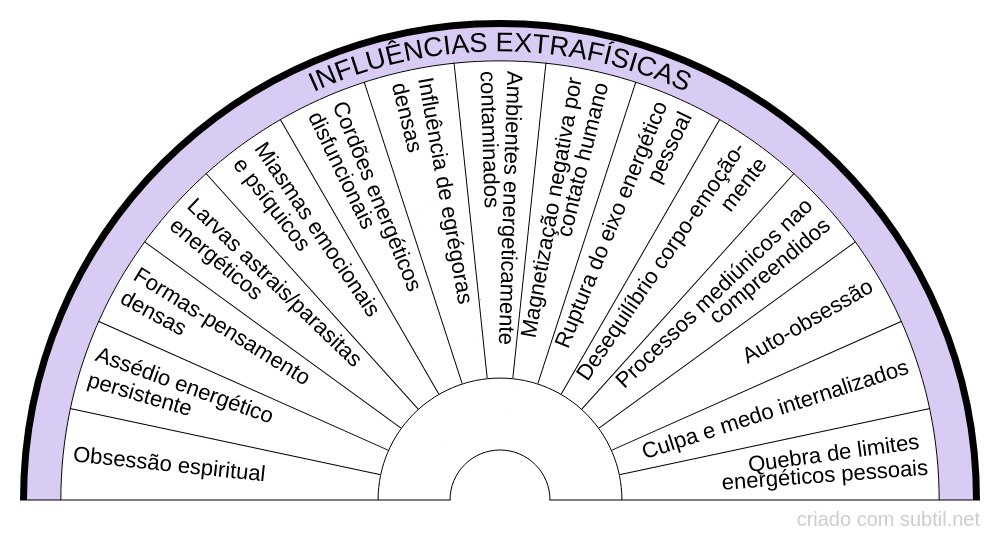 INFLUÊNCIAS EXTRAFÍSICAS
Obsessão espiritual
Assédio energético
persistente
Formas-pensamento
densas
Larvas astrais/parasitas
energéticos
Miasmas emocionais
e psíquicos
Cordões energéticos
disfuncionais
Influência de egrégoras
densas
Ambientes energeticamente
contaminados
Magnetização negativa por
contato humano
Ruptura do eixo energético
pessoal
Desequilíbrio corpo-emoção-
mente
Processos mediúnicos nao
compreendidos
Auto-obsessão
Culpa e medo internalizados
Quebra de limites
energéticos pessoais
criado com subtil.net